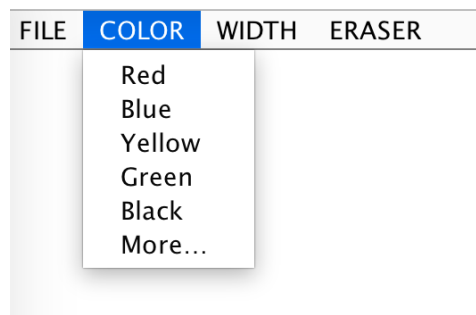 FILE COLOR WIDTH ERASER
Red
Blue
Yellow
Green
Black
More...